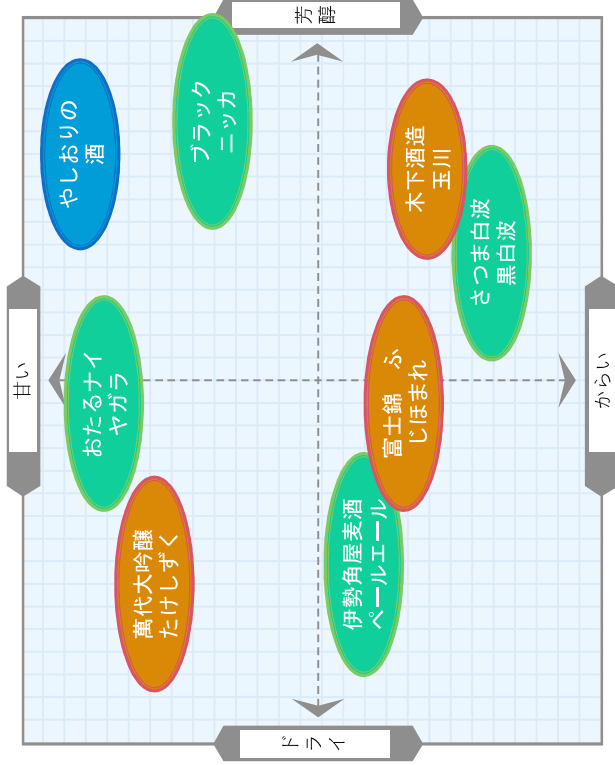 甘い
やしおりの
酒
おたるナイ
ヤガラ
萬代大吟醸
たけしずく
ブラック
ニッカ
ドライ
芳醇
伊勢角屋麦酒
ペールエール
富士錦　ふ
じほまれ
木下酒造
玉川
さつま白波
黒白波
からい